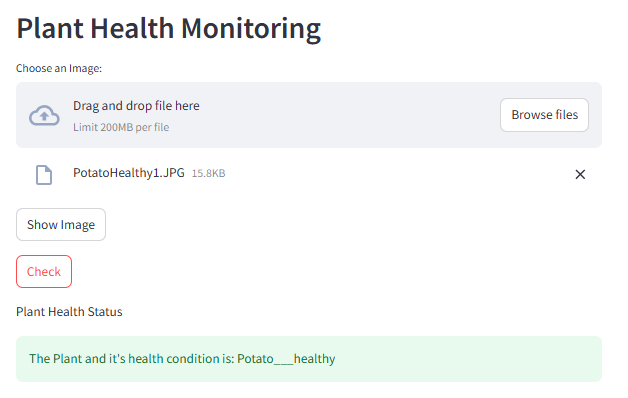 Plant Health Monitoring
Choose an Image:
Drag and drop file here
Limit 200MB per file
Browse files
PotatoHealthy1.JPG 15.8KB
Show Image
Check
Plant Health Status
The Plant and it's health condition is: Potato___healthy